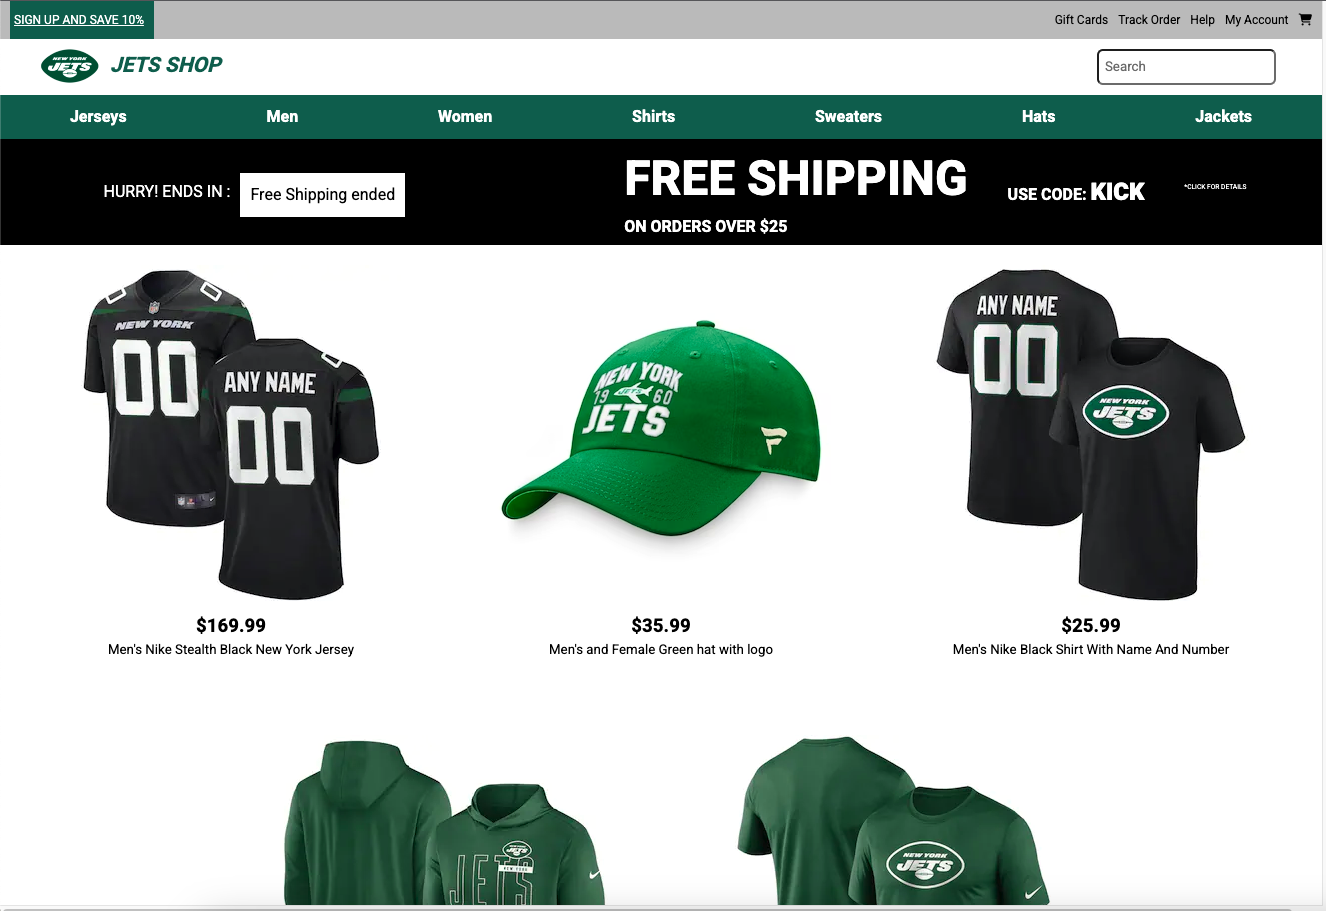 SIGN UP AND SAVE 10%
Gift Cards Track Order Help My Account
NEW YORK
JETS
JETS SHOP
Search
Jerseys Men Women Shirts Sweaters Hats Jackets
HURRY! ENDS IN :
Free Shipping ended
FREE SHIPPING
ON ORDERS OVER $25
USE CODE: KICK
*CLICK FOR DETAILS
00
NEW YORK
00
ANY NAME
00
NEW YORK
19 JETS 60
JETS
F
ANY NAME
00
NEW YORK
JETS
$169.99
Men's Nike Stealth Black New York Jersey
$35.99
Men's and Female Green hat with logo
$25.99
Men's Nike Black Shirt With Name And Number
JETS
NEW YORK
JETS
NEW YORK
JETS